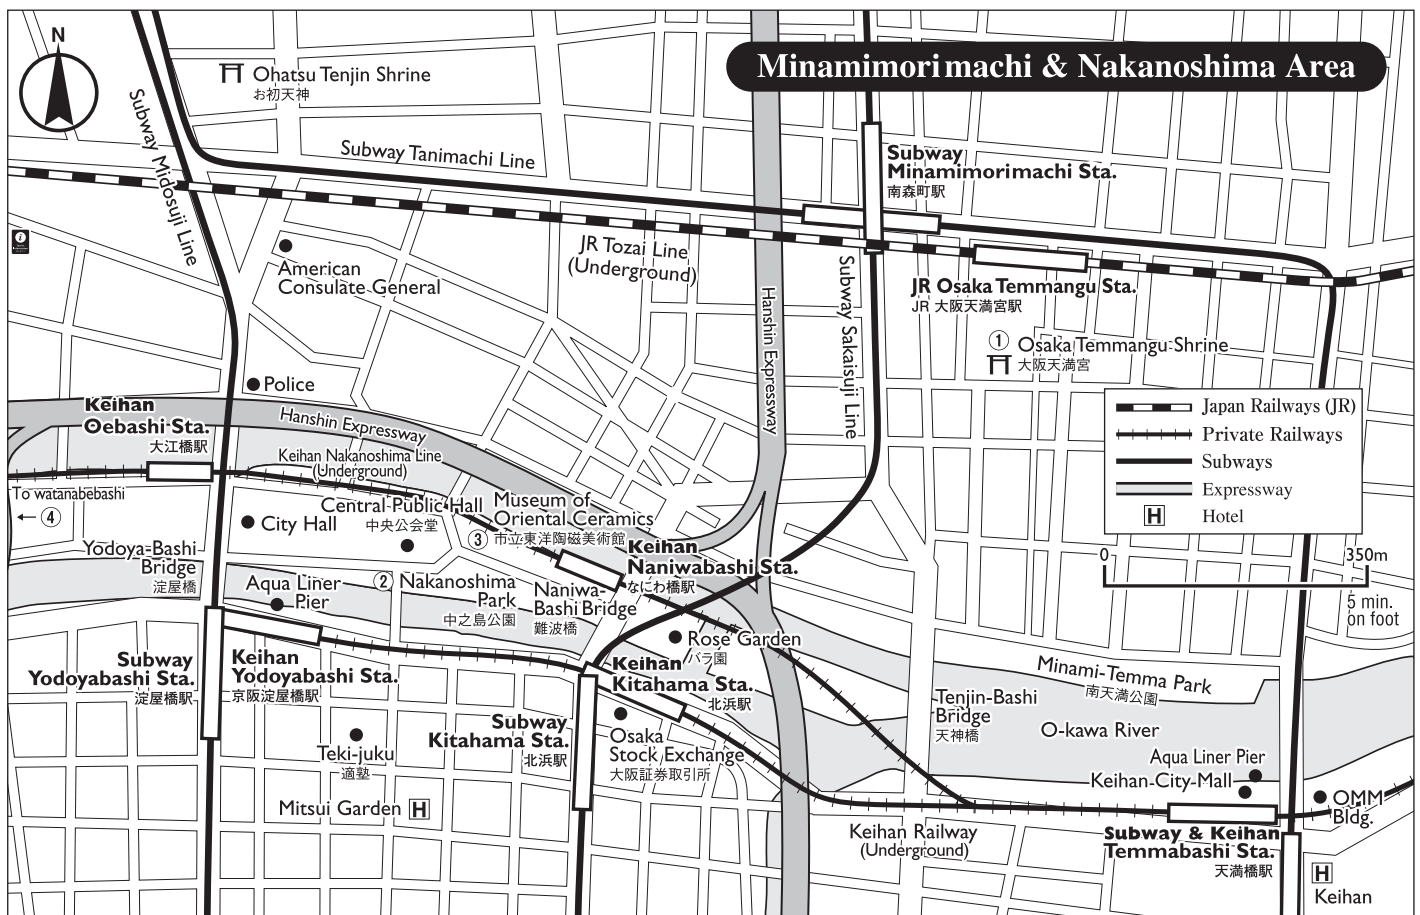 N
Minamimorimachi & Nakanoshima Area
Ohatsu Tenjin Shrine
お初天神
Subway Midosuji Line
Subway Tanimachi Line
Subway
Minamimorimachi Sta.
南森町駅
JR Tozai Line
(Underground)
American
Consulate General
JR Osaka Temmangu Sta.
JR 大阪天満宮駅
Hanshin Expressway
Subway Sakaisuji Line
①
Osaka Temmangu Shrine
大阪天満宮
Police
Japan Railways (JR)
Private Railways
Subways
Expressway
H Hotel
Keihan
Oebashi Sta.
大江橋駅
Hanshin Expressway
Keihan Nakanoshima Line
(Underground)
To watanabebashi
④
Central Public Hall
中央公会堂
City Hall
Museum of
Oriental Ceramics
③ 市立東洋陶磁美術館
Yodoya-Bashi
Bridge
淀屋橋
Keihan
Naniwabashi Sta.
なにわ橋駅
0 350m
5 min.
on foot
Aqua Liner
Pier
② Nakanoshima
Park
中之島公園
Naniwa-
Bashi Bridge
難波橋
Rose Garden
バラ園
Subway
Yodoyabashi Sta.
淀屋橋駅
Keihan
Yodoyabashi Sta.
京阪淀屋橋駅
Keihan
Kitahama Sta.
北浜駅
Minami-Temma Park
南天満公園
Tenjin-Bashi
Bridge
天神橋
Subway
Kitahama Sta.
北浜駅
Osaka
Stock Exchange
大阪証券取引所
O-kawa River
Teki-juku
適塾
Aqua Liner Pier
Keihan City Mall
Mitsui Garden H
OMM
Bldg.
Keihan Railway
(Underground)
Subway & Keihan
Temmabashi Sta.
天満橋駅
H
Keihan